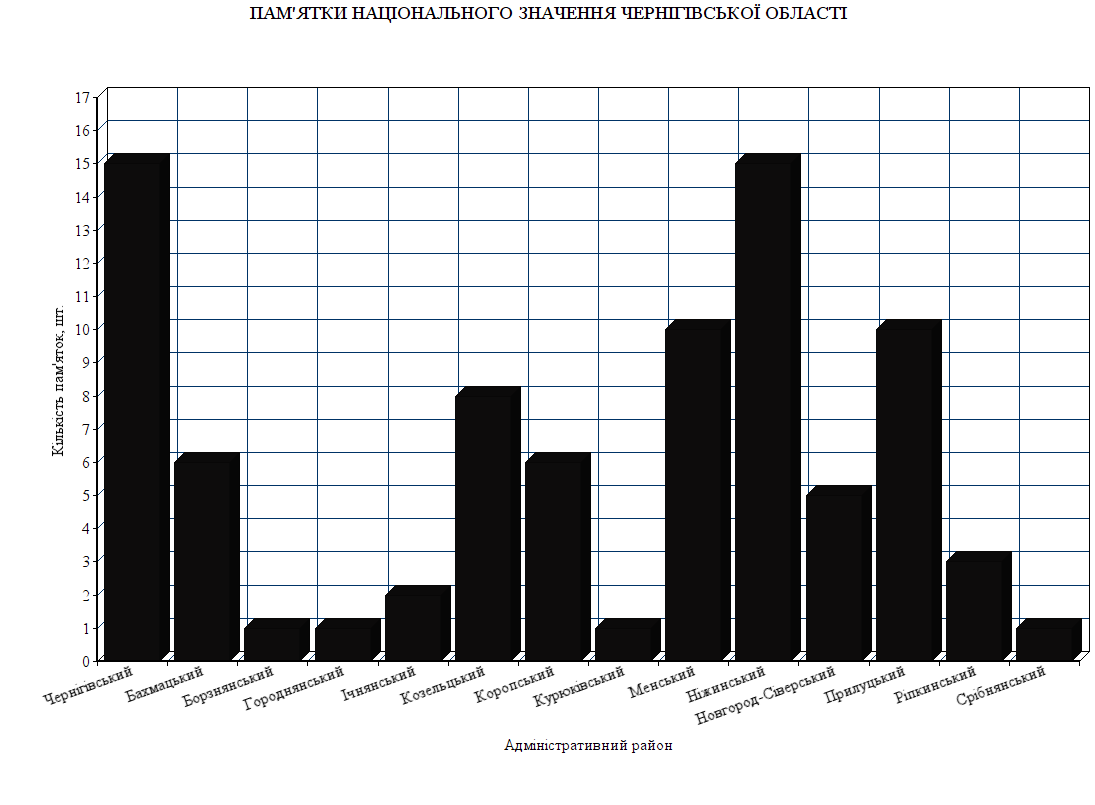 ПАМ'ЯТКИ НАЦІОНАЛЬНОГО ЗНАЧЕННЯ ЧЕРНІГІВСЬКОЇ ОБЛАСТІ
Кількість пам'яток, шт.
17
16
15
14
13
12
11
10
9
8
7
6
5
4
3
2
1
0
Чернігівський
Бахмацький
Борзнянський
Городнянський
Ічнянський
Козельцький
Коропський
Курюківський
Менський
Ніжинський
Новгород-Сіверський
Прилуцький
Ріпкинський
Срібнянський
Адміністративний район